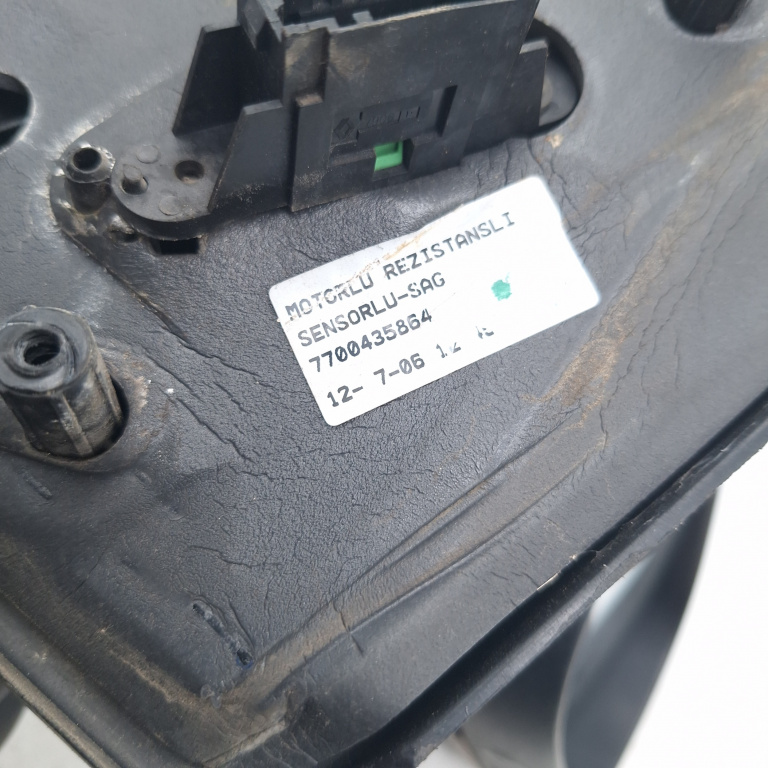 MOTORLU REZISTANSLI
SENSORLU-SAG
7700435864
12- 7-06